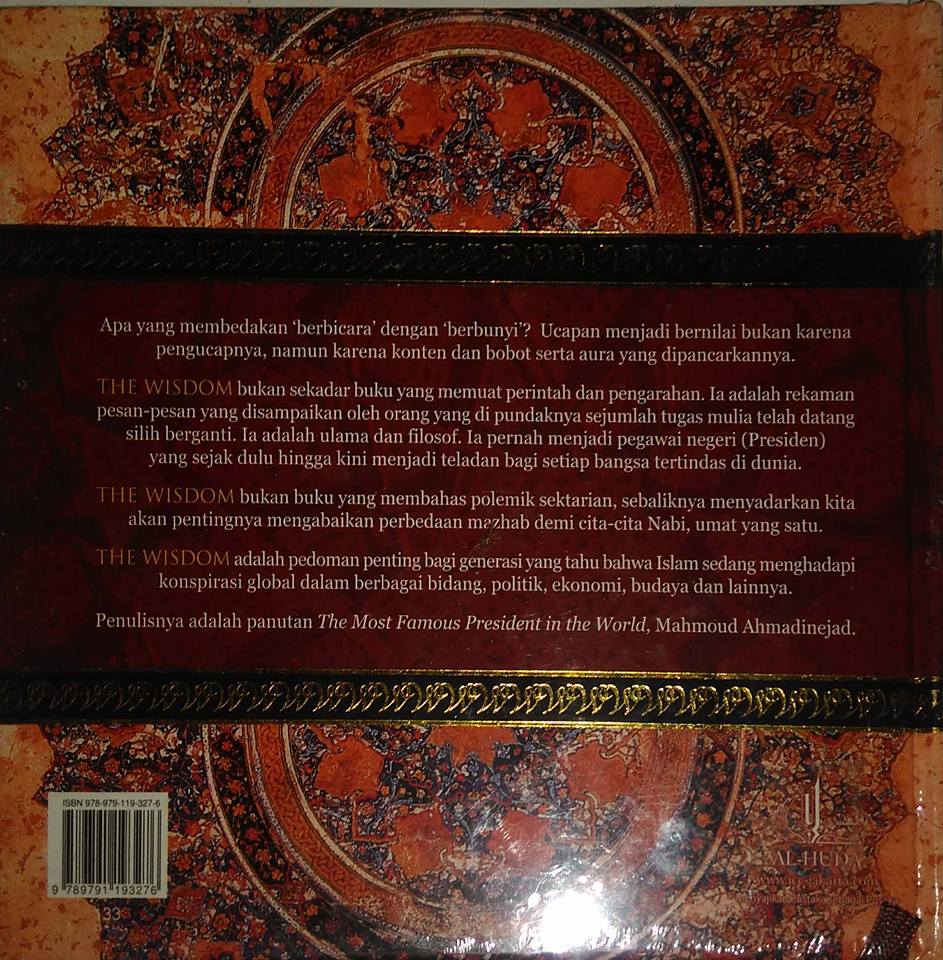 Apa yang membedakan ‘berbicara’ dengan ‘berbunyi’? Ucapan menjadi bernilai bukan karena
pengucapnya, namun karena konten dan bobot serta aura yang dipancarkannya.
THE WISDOM bukan sekadar buku yang memuat perintah dan pengarahan. Ia adalah rekaman
pesan-pesan yang disampaikan oleh orang yang di pundaknya sejumlah tugas mulia telah datang
silih berganti. Ia adalah ulama dan filosof. Ia pernah menjadi pegawai negeri (Presiden)
yang sejak dulu hingga kini menjadi teladan bagi setiap bangsa tertindas di dunia.
THE WISDOM bukan buku yang membahas polemik sektarian, sebaliknya menyadarkan kita
akan pentingnya mengabaikan perbedaan mazhab demi cita-cita Nabi, umat yang satu.
THE WISDOM adalah pedoman penting bagi generasi yang tahu bahwa Islam sedang menghadapi
konspirasi global dalam berbagai bidang, politik, ekonomi, budaya dan lainnya.
Penulisnya adalah panutan The Most Famous President in the World, Mahmoud Ahmadinejad.
ISBN 978-979-119-327-6
9 789791 193276
133
AL-HUDA